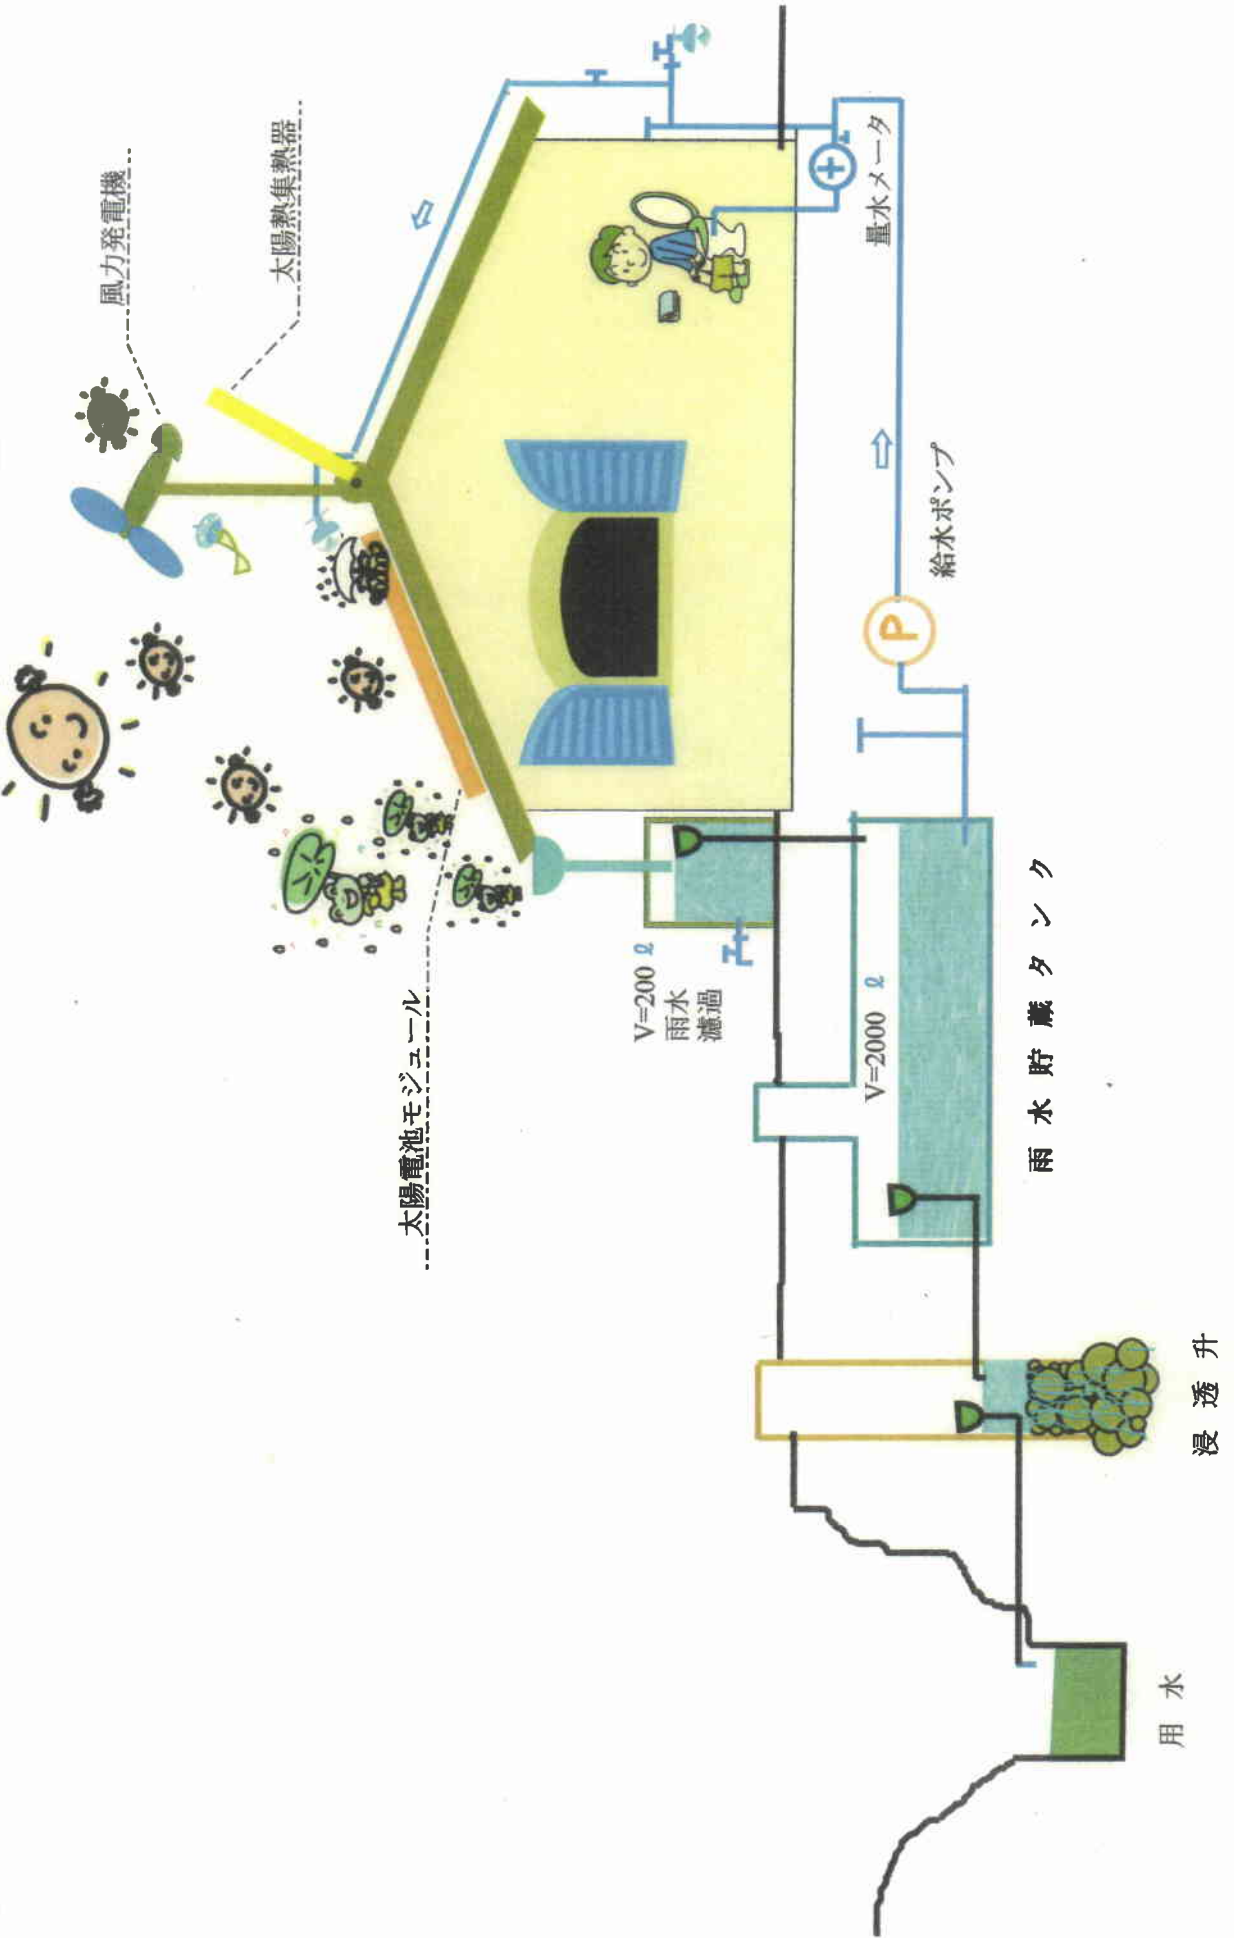 風力発電機
太陽熱集熱器
太陽電池モジュール
V=200 ℓ
雨水
濾過
V=2000 ℓ
量水メータ
P
給水ポンプ
雨水貯蔵タンク
浸透升
用水